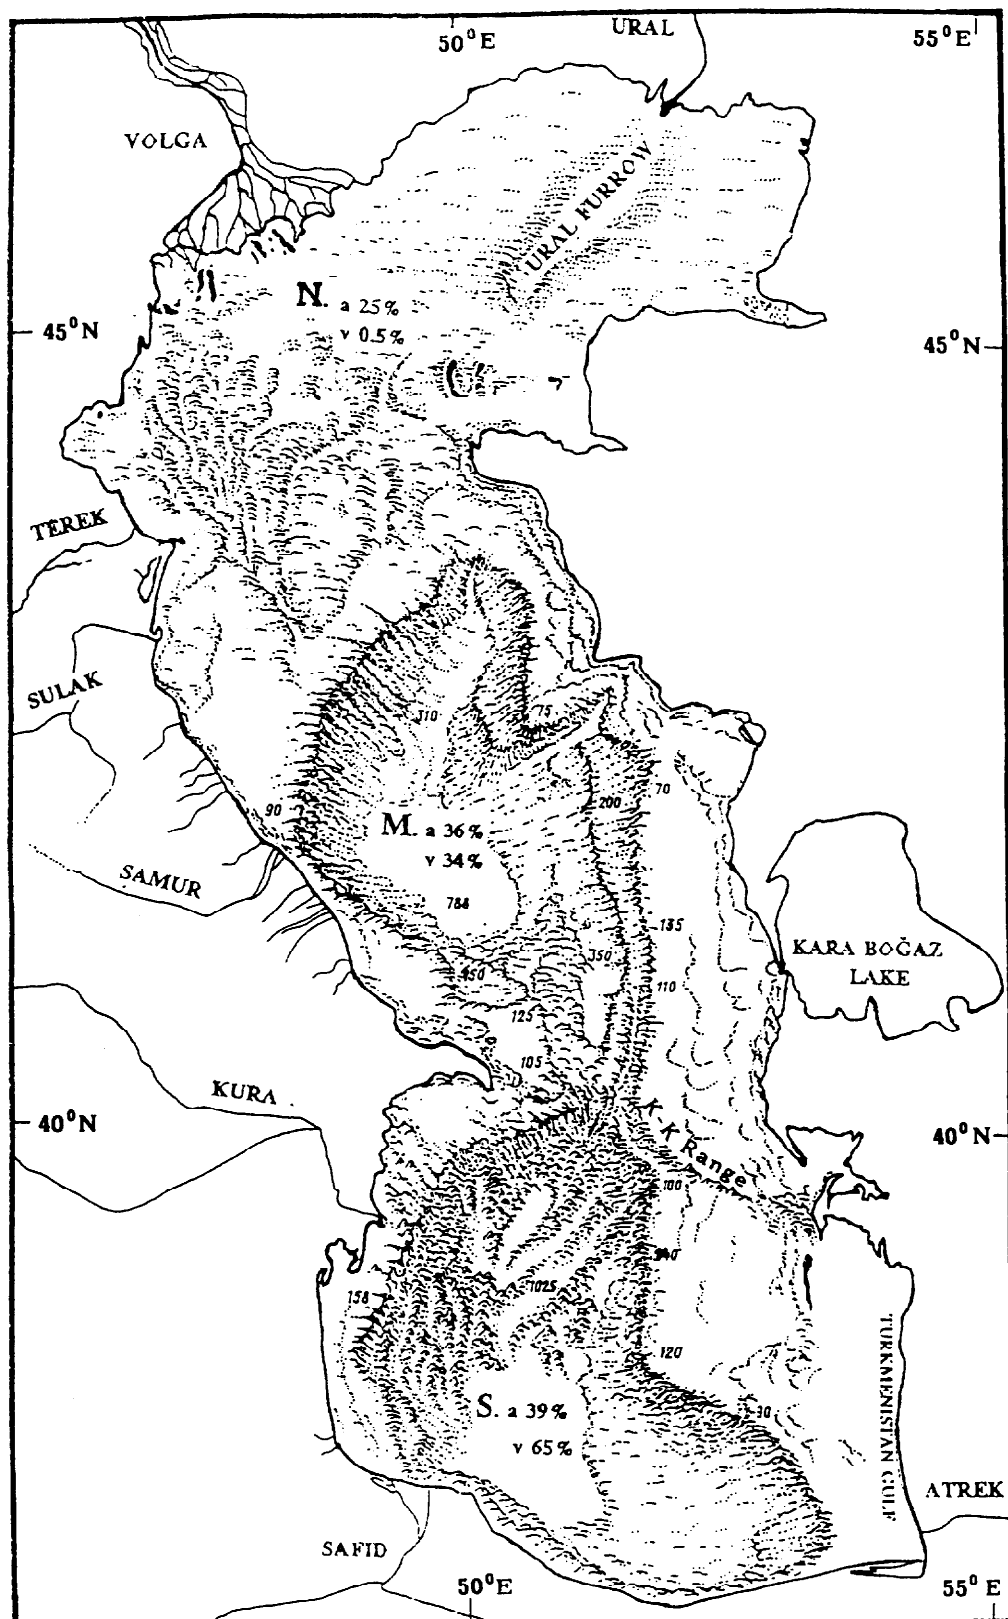 50°E
URAL
55°E
VOLGA
URAL FURROW
N. a 25%
v 0.5%
45°N
45°N
TEREK
SULAK
310
75
70
200
90
M. a 36%
v 34%
SAMUR
788
135
KARA BOĞAZ
LAKE
350
450
110
125
105
KURA
40°N
K-K Range
40°N
100
1025
158
TURKMENISTAN GULF
120
S. a 39%
v 65%
30
ATREK
SAFID
50°E
55°E